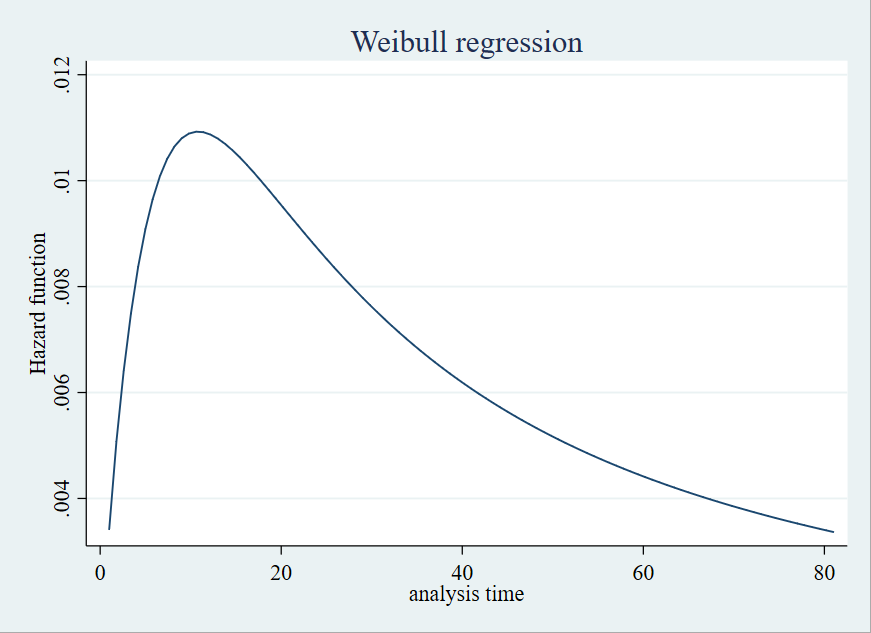 Weibull regression
.012
.01
.008
.006
.004
Hazard function
0 20 40 60 80
analysis time